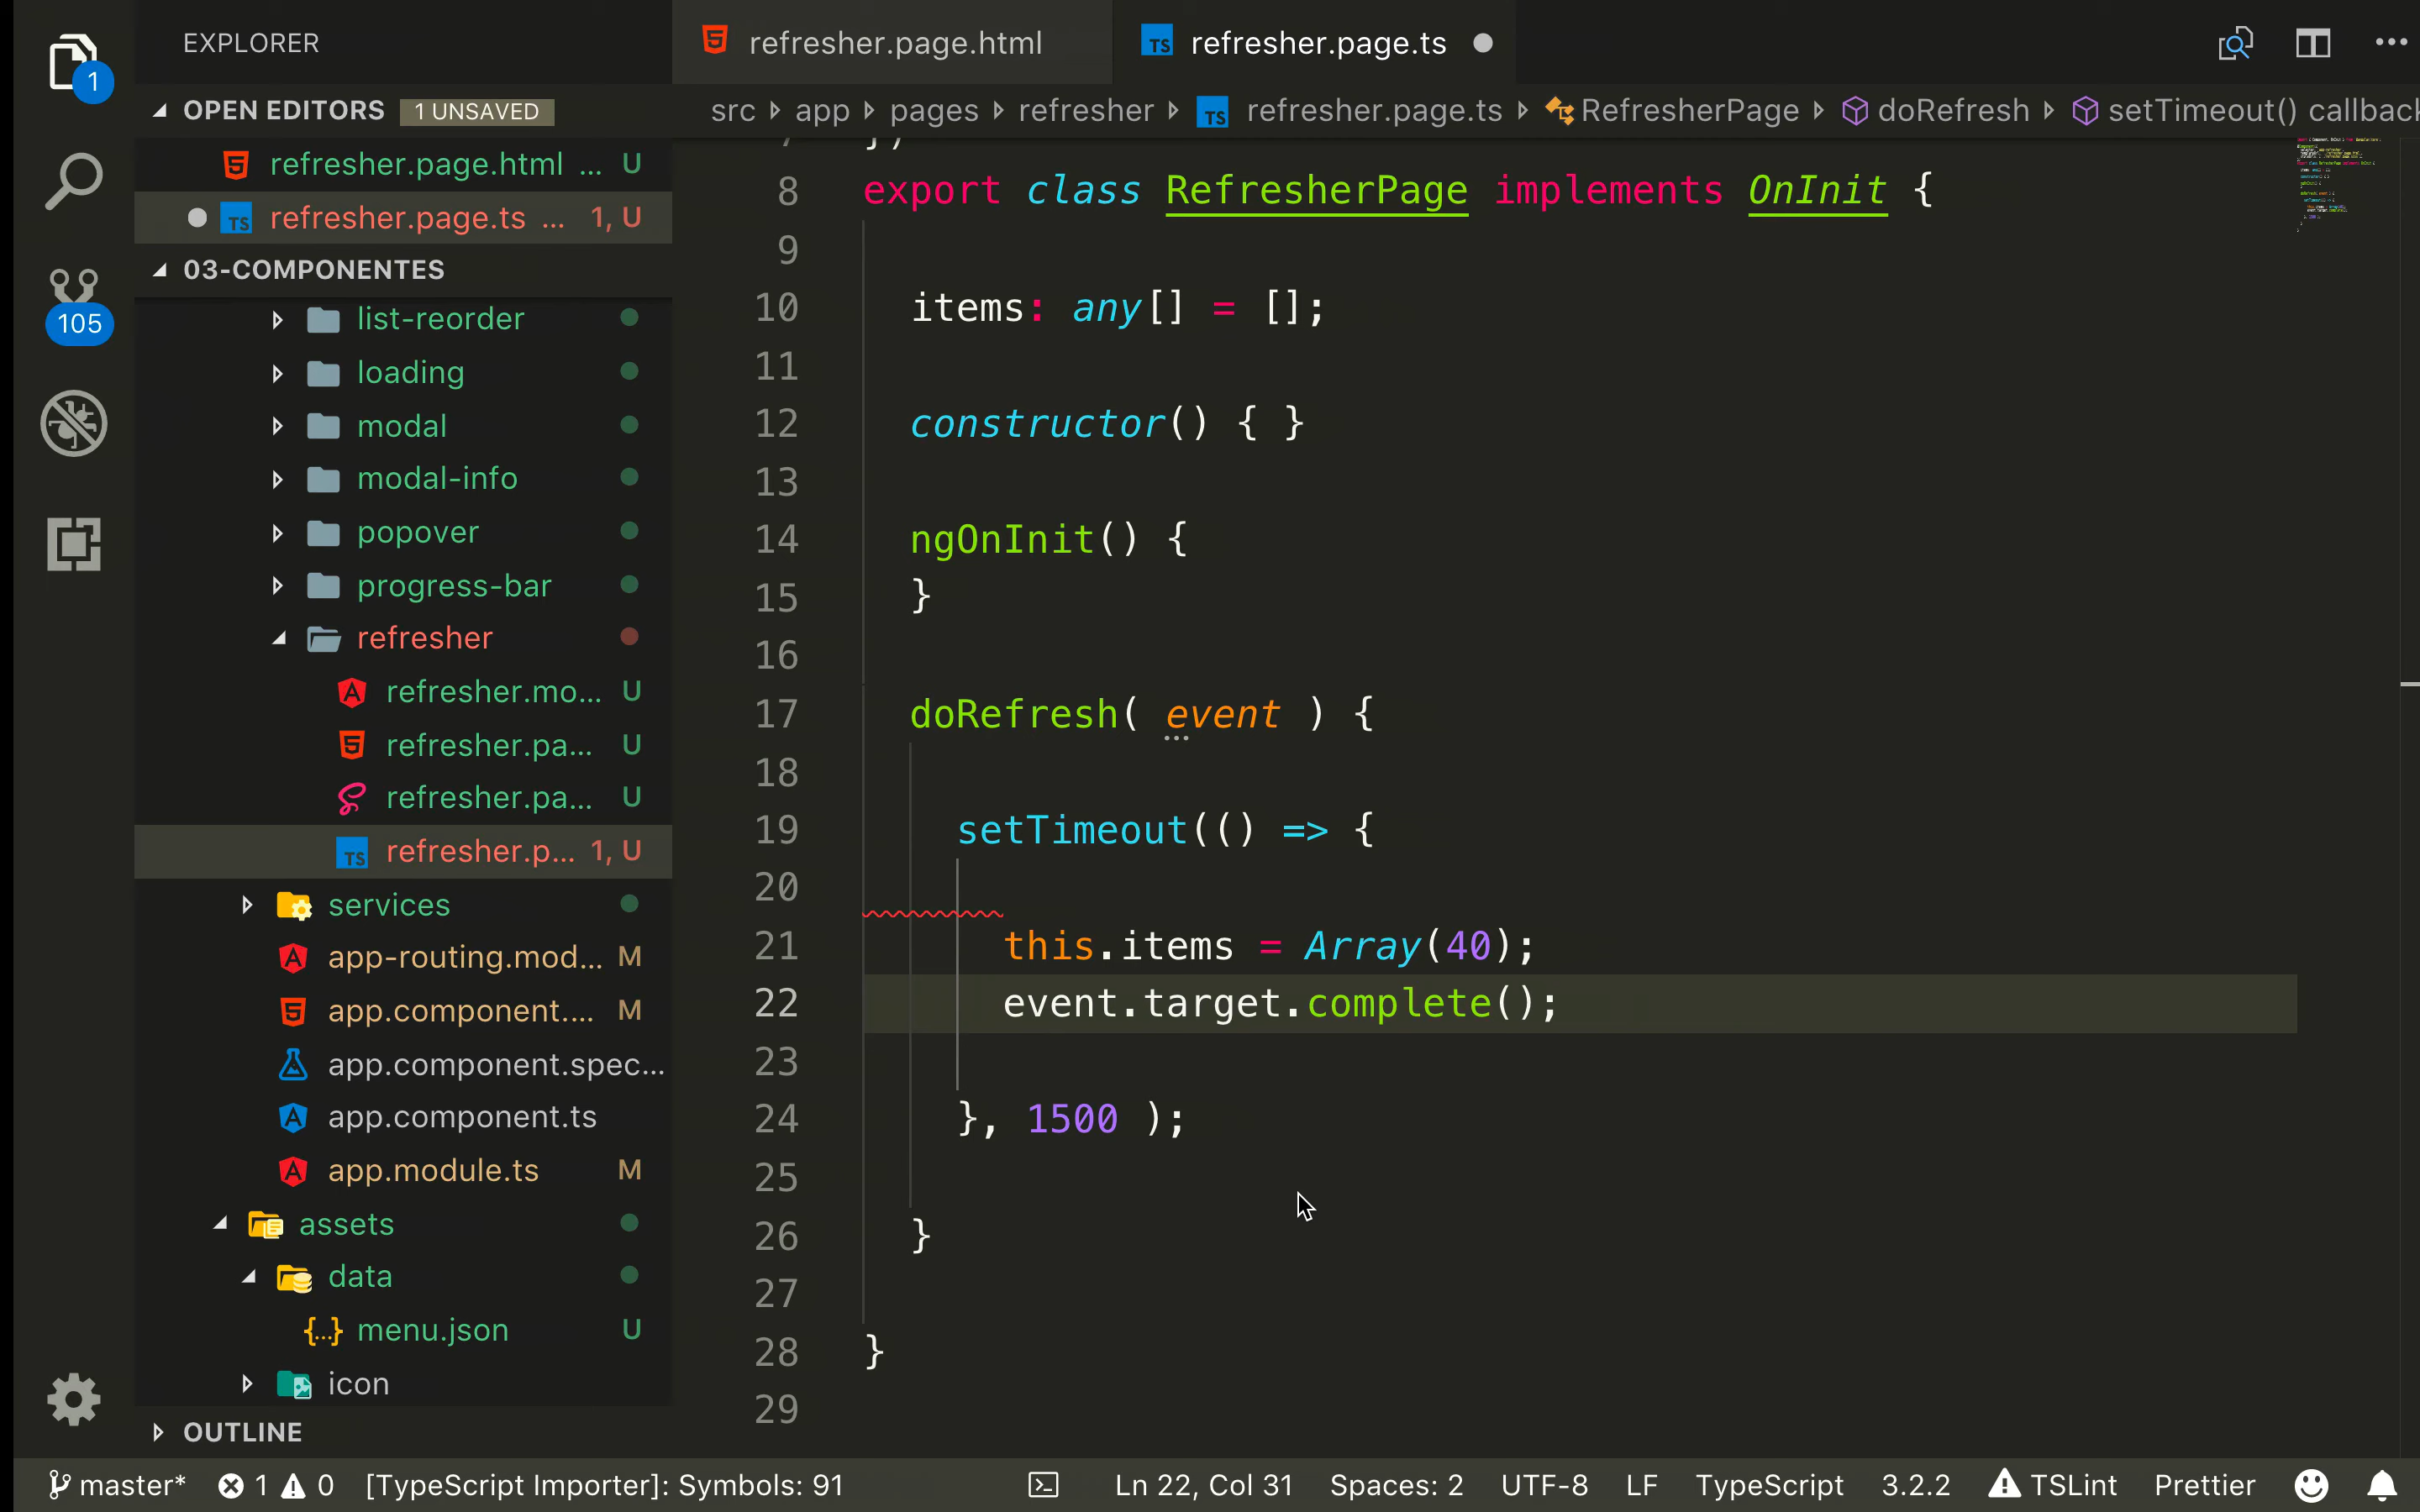 EXPLORER
refresher.page.html
refresher.page.ts
1
OPEN EDITORS 1 UNSAVED
src app pages refresher refresher.page.ts RefresherPage doRefresh setTimeout() callback
refresher.page.html ... U
refresher.page.ts ... 1, U
03-COMPONENTES
105
list-reorder
loading
modal
modal-info
popover
progress-bar
refresher
refresher.mo... U
refresher.pa... U
refresher.pa... U
refresher.p... 1, U
services
app-routing.mod... M
app.component.... M
app.component.spec...
app.component.ts
app.module.ts M
assets
data
menu.json U
icon
OUTLINE
8 export class RefresherPage implements OnInit {
9
10 items: any[] = [];
11
12 constructor() { }
13
14 ngOnInit() {
15 }
16
17 doRefresh( event ) {
18
19 setTimeout(() => {
20
21 this.items = Array(40);
22 event.target.complete();
23
24 }, 1500 );
25
26 }
27
28 }
29
master* 1 0 [TypeScript Importer]: Symbols: 91 Ln 22, Col 31 Spaces: 2 UTF-8 LF TypeScript 3.2.2 TSLint Prettier